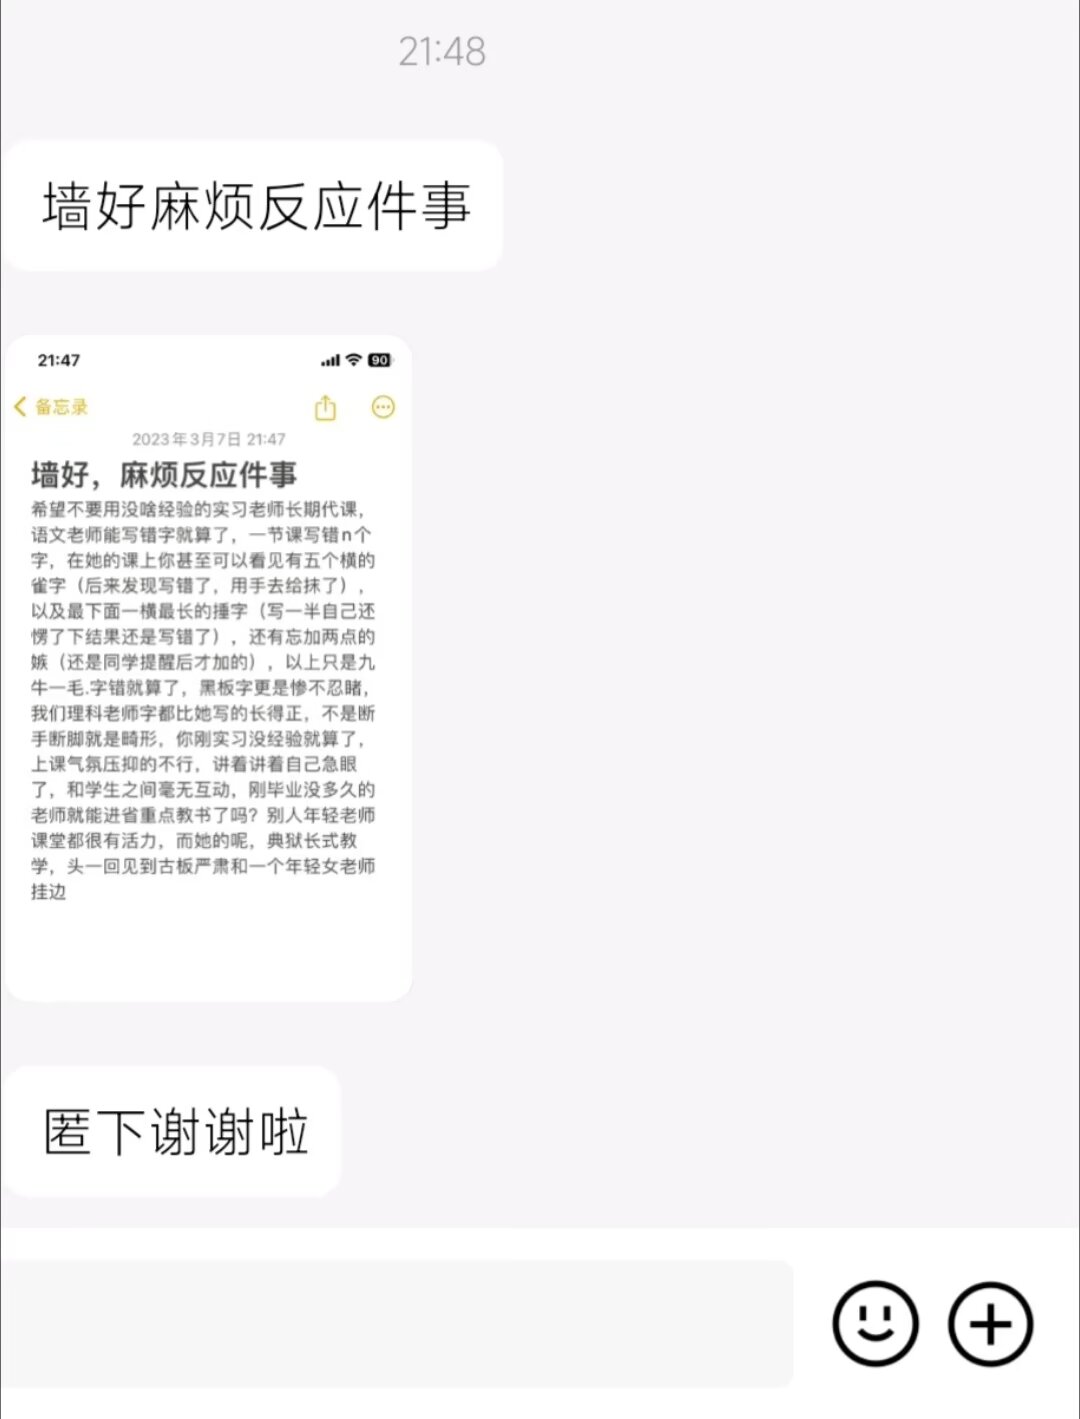 21:48
墙好麻烦反应件事
21:47
90
备忘录
2023年3月7日 21:47
墙好，麻烦反应件事
希望不要用没啥经验的实习老师长期代课，
语文老师能写错字就算了，一节课写错n个
字，在她的课上你甚至可以看见有五个横的
雀字（后来发现写错了，用手去给抹了），
以及最下面一横最长的捶字（写一半自己还
愣了下结果还是写错了），还有忘加两点的
嫉（还是同学提醒后才加的），以上只是九
牛一毛.字错就算了，黑板字更是惨不忍睹，
我们理科老师字都比她写的长得正，不是断
手断脚就是畸形，你刚实习没经验就算了，
上课气氛压抑的不行，讲着讲着自己急眼
了，和学生之间毫无互动，刚毕业没多久的
老师就能进省重点教书了吗？别人年轻老师
课堂都很有活力，而她的呢，典狱长式教
学，头一回见到古板严肃和一个年轻女老师
挂边
匿下谢谢啦